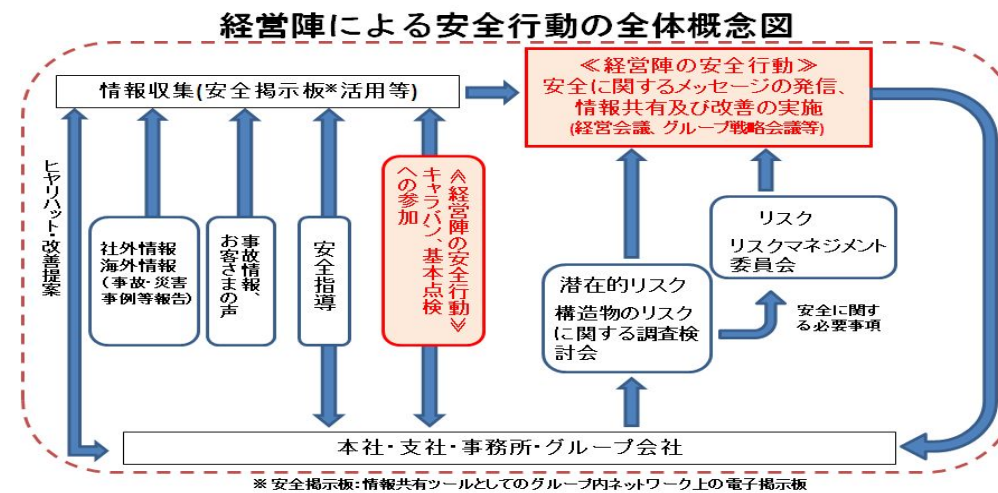 経営陣による安全行動の全体概念図
情報収集(安全掲示板※活用等)
≪経営陣の安全行動≫
安全に関するメッセージの発信、
情報共有及び改善の実施
(経営会議、グループ戦略会議等)
ヒヤリハット・改善提案
社外情報
海外情報
(事故・災害
事例等報告)
事故情報、
お客さまの声
安全指導
≪経営陣の安全行動≫
キャラバン、基本点検
への参加
潜在的リスク
構造物のリスク
に関する調査検
討会
リスク
リスクマネジメント
委員会
安全に関す
る必要事項
本社・支社・事務所・グループ会社
※ 安全掲示板:情報共有ツールとしてのグループ内ネットワーク上の電子掲示板